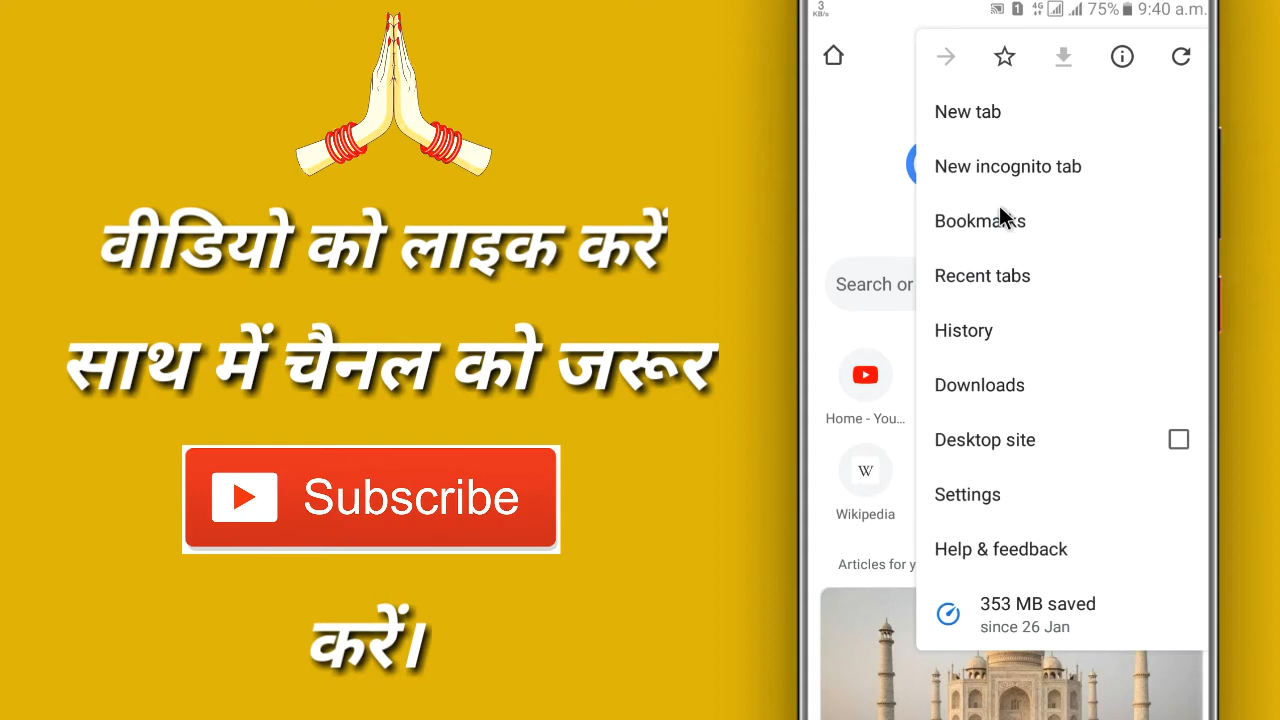 वीडियो को लाइक करें
साथ में चैनल को जरूर
Subscribe
करें।
3
KB/s
1
4G
75%
9:40 a.m.
New tab
New incognito tab
Bookmarks
Search or
Recent tabs
History
Home - You...
Downloads
Desktop site
W
Wikipedia
Settings
Articles for y
Help & feedback
353 MB saved
since 26 Jan